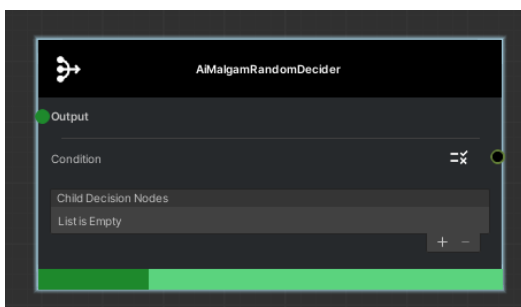 AiMalgamRandomDecider
Output
Condition
Child Decision Nodes
List is Empty
+ −